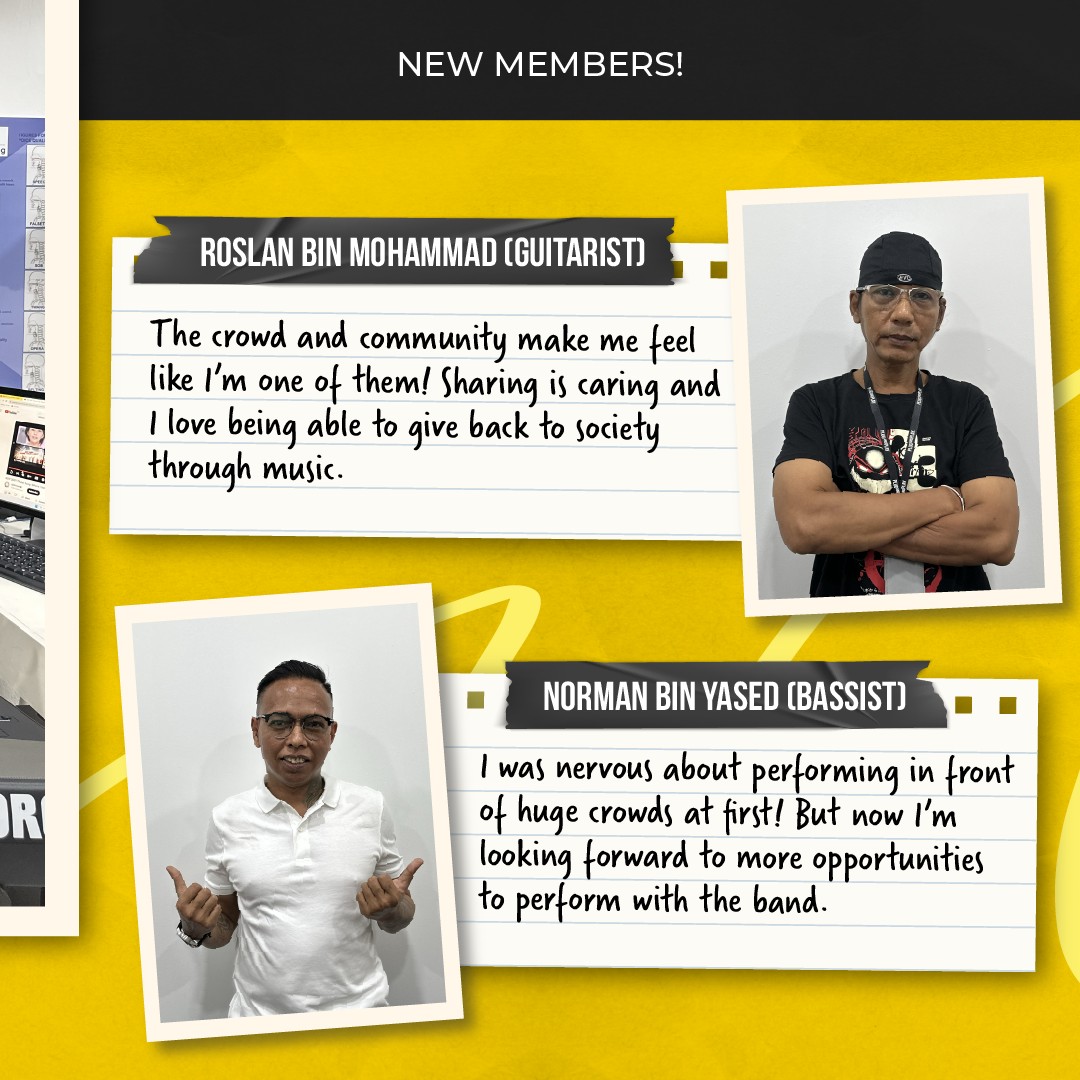 NEW MEMBERS!
ROSLAN BIN MOHAMMAD (GUITARIST)
The crowd and community make me feel
like I'm one of them! Sharing is caring and
I love being able to give back to society
through music.
NORMAN BIN YASED (BASSIST)
I was nervous about performing in front
of huge crowds at first! But now I'm
looking forward to more opportunities
to perform with the band.